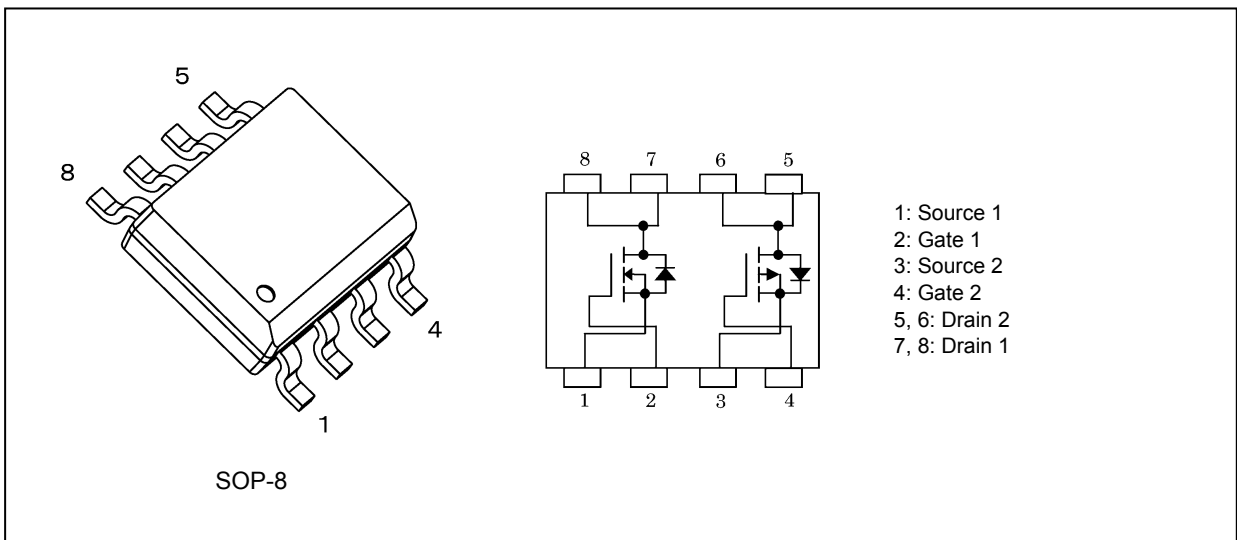 5
8
4
1
SOP-8
8 7 6 5
1 2 3 4
1: Source 1
2: Gate 1
3: Source 2
4: Gate 2
5, 6: Drain 2
7, 8: Drain 1